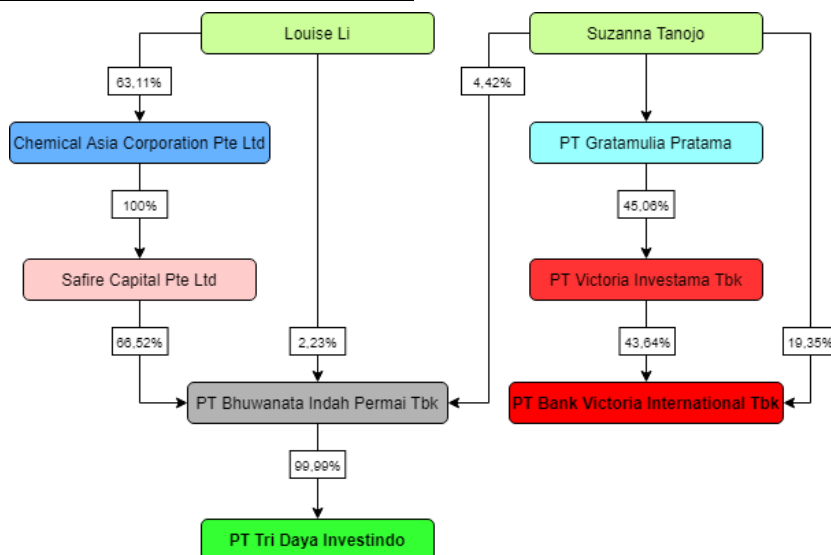 Louise Li
Suzanna Tanojo
63,11%
4,42%
Chemical Asia Corporation Pte Ltd
PT Gratamulia Pratama
100%
45,06%
Safire Capital Pte Ltd
PT Victoria Investama Tbk
66,52%
2,23%
43,64%
19,35%
PT Bhuwanata Indah Permai Tbk
PT Bank Victoria International Tbk
99,99%
PT Tri Daya Investindo